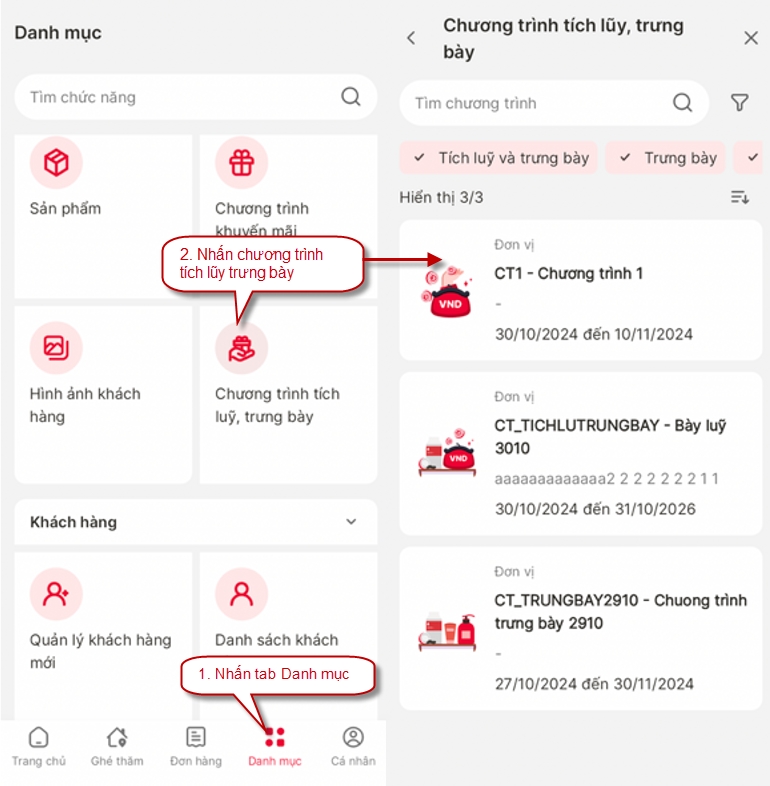 Danh mục
Tìm chức năng
Sản phẩm
Chương trình
khuyến mãi
2. Nhấn chương trình
tích lũy trưng bày
Hình ảnh khách
hàng
Chương trình tích
luỹ, trưng bày
Khách hàng
Quản lý khách hàng
mới
Danh sách khách
1. Nhấn tab Danh mục
Trang chủ
Ghé thăm
Đơn hàng
Danh mục
Cá nhân
Chương trình tích lũy, trưng
bày
Tìm chương trình
Tích luỹ và trưng bày
Trưng bày
Hiển thị 3/3
Đơn vị
VND
CT1 - Chương trình 1
-
30/10/2024 đến 10/11/2024
Đơn vị
CT_TICHLUTRUNGBAY - Bày luỹ
3010
VND
aaaaaaaaaaaaa2 2 2 2 2 2 2 1 1
30/10/2024 đến 31/10/2026
Đơn vị
CT_TRUNGBAY2910 - Chuong trình
trưng bày 2910
-
27/10/2024 đến 30/11/2024